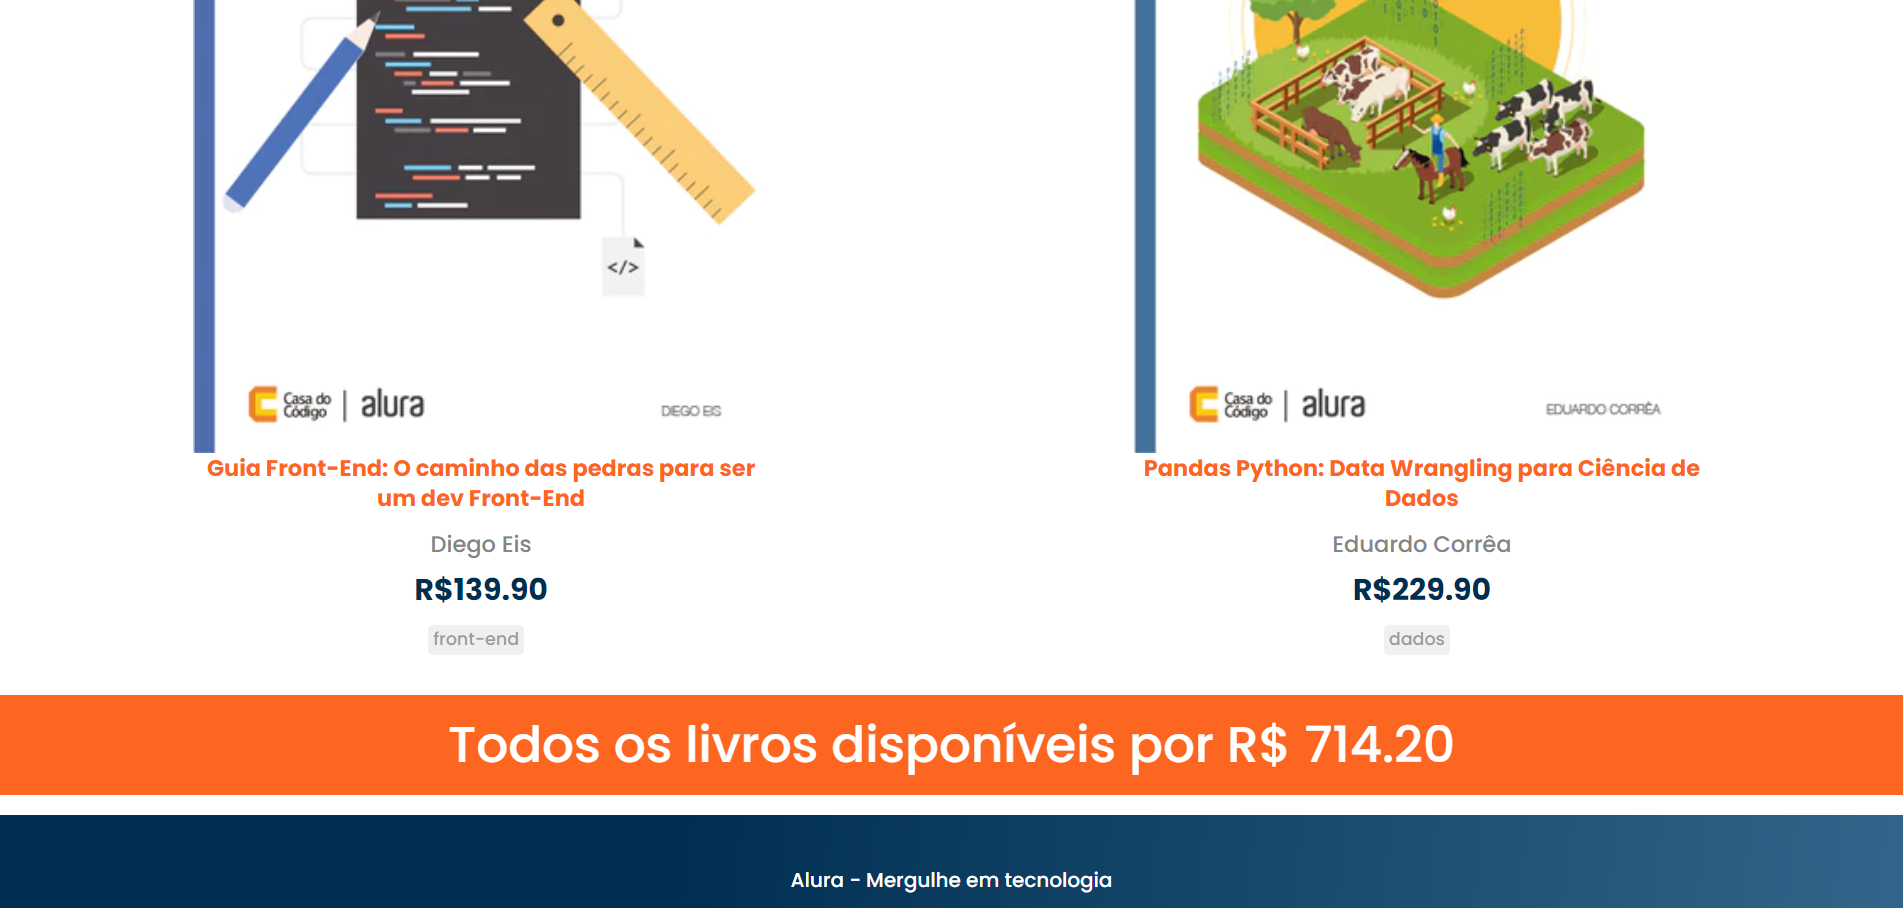 </>
Casa do
Código
alura
DIEGO EIS
Guia Front-End: O caminho das pedras para ser
um dev Front-End
Diego Eis
R$139.90
front-end
Casa do
Código
alura
EDUARDO CORRÊA
Pandas Python: Data Wrangling para Ciência de
Dados
Eduardo Corrêa
R$229.90
dados
Todos os livros disponíveis por R$ 714.20
Alura - Mergulhe em tecnologia